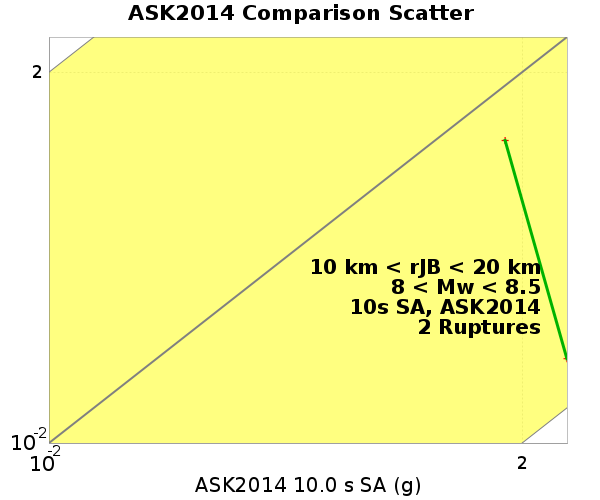 ASK2014 Comparison Scatter
2
10 km < rJB < 20 km
8 < Mw < 8.5
10s SA, ASK2014
2 Ruptures
10-2
10-2
2
ASK2014 10.0 s SA (g)